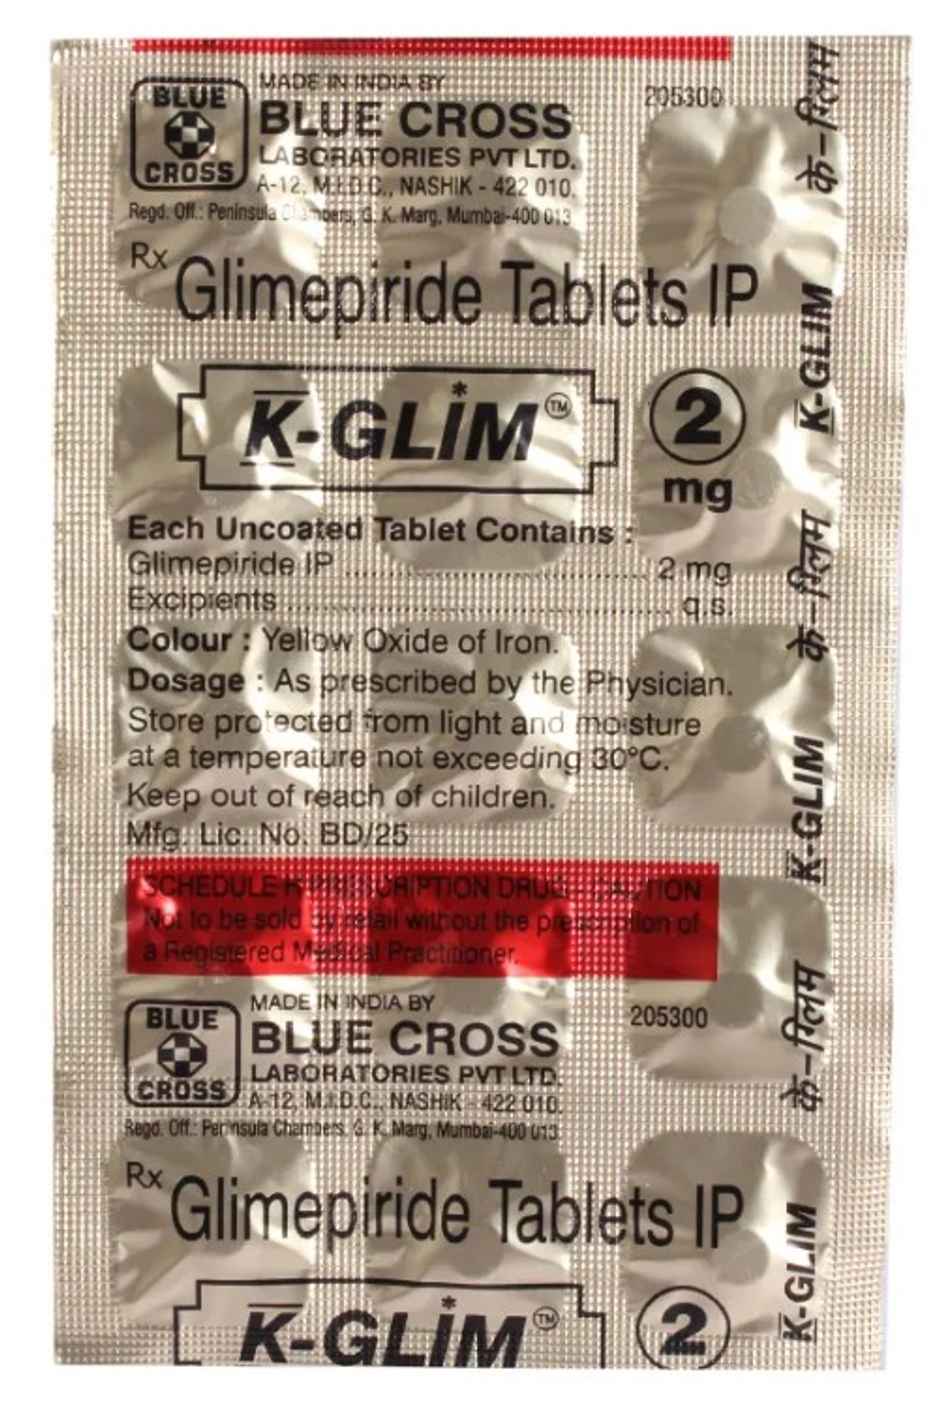 BLUE
CROSS
MADE IN INDIA BY
BLUE CROSS
LABORATORIES PVT LTD.
A-12, M.I.D.C., NASHIK - 422 010.
Regd. Off.: Peninsula Chambers, G. K. Marg, Mumbai-400 013
205300
Rx
Glimepiride Tablets IP
K-GLIM™
2
mg
Each Uncoated Tablet Contains :
Glimepiride IP ........................................ 2 mg
Excipients ............................................. q.s.
Colour : Yellow Oxide of Iron.
Dosage : As prescribed by the Physician.
Store protected from light and moisture
at a temperature not exceeding 30°C.
Keep out of reach of children.
Mfg. Lic. No. BD/25
SCHEDULE H PRESCRIPTION DRUG - CAUTION
Not to be sold by retail without the prescription of
a Registered Medical Practitioner.
BLUE
CROSS
MADE IN INDIA BY
BLUE CROSS
LABORATORIES PVT LTD.
A-12, M.I.D.C., NASHIK - 422 010.
Regd. Off.: Peninsula Chambers, G. K. Marg, Mumbai-400 013.
205300
Rx
Glimepiride Tablets IP
K-GLIM™
2
के-ग्लिम
K-GLIM
के-ग्लिम
K-GLIM
के-ग्लिम
K-GLIM